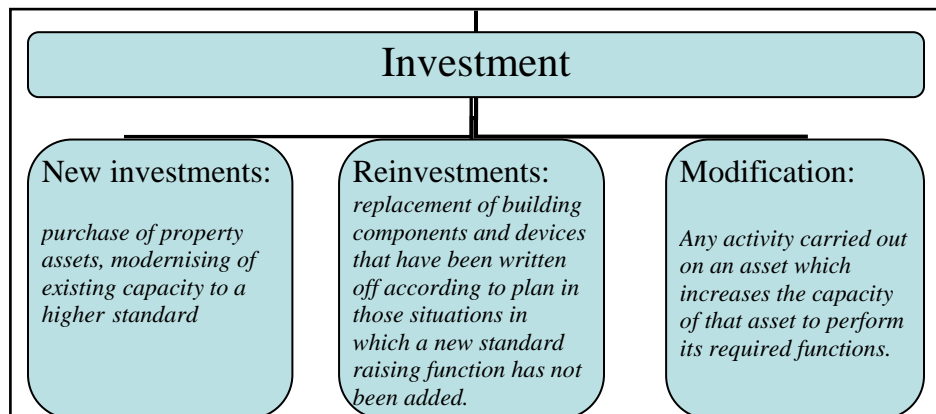 Investment
New investments:
purchase of property
assets, modernising of
existing capacity to a
higher standard
Reinvestments:
replacement of building
components and devices
that have been written
off according to plan in
those situations in
which a new standard
raising function has not
been added.
Modification:
Any activity carried out
on an asset which
increases the capacity
of that asset to perform
its required functions.